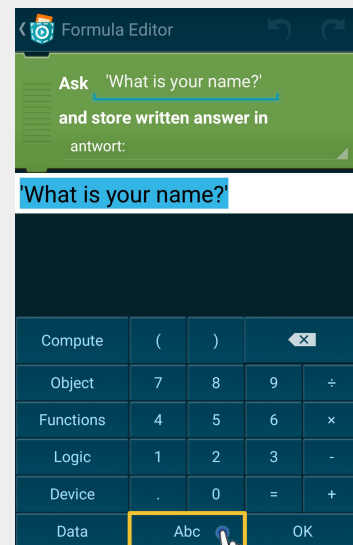 Formula Editor
Ask 'What is your name?'
and store written answer in
antwort:
'What is your name?'
Compute ( )
Object 7 8 9 ÷
Functions 4 5 6 ×
Logic 1 2 3 -
Device . 0 = +
Data Abc OK